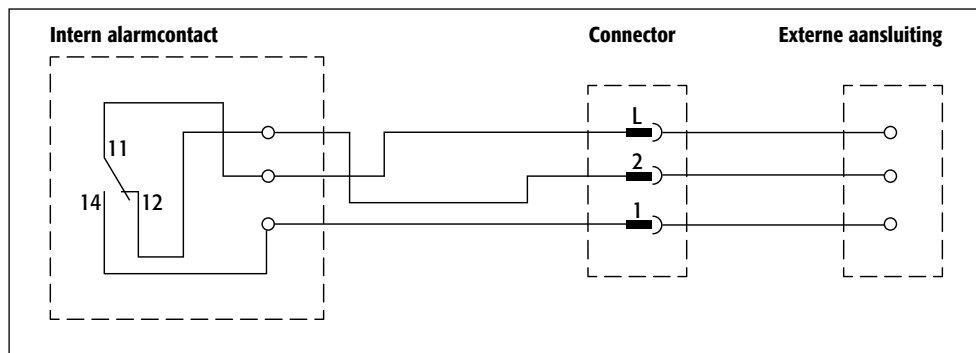 Intern alarmcontact
Connector
Externe aansluiting
L
11
2
14
12
1